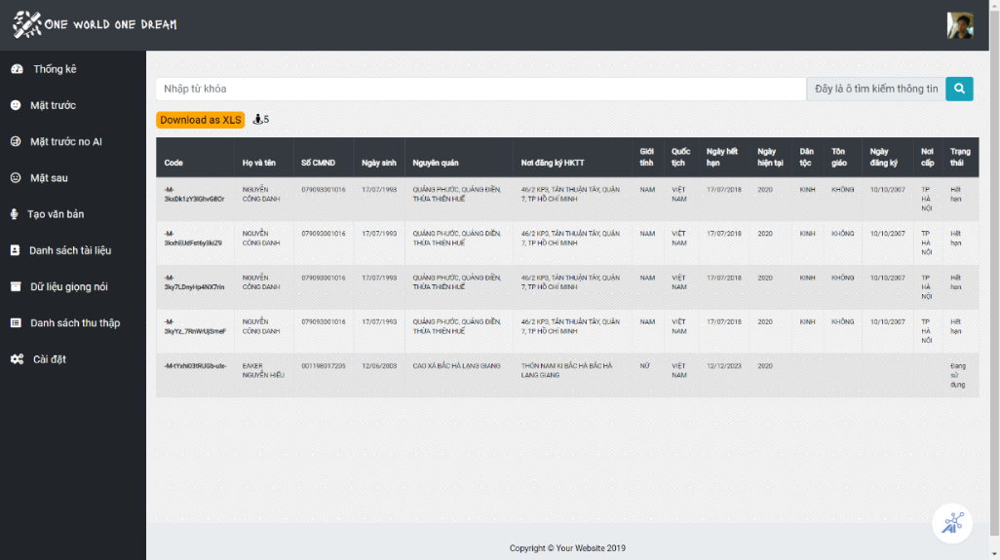 ONE WORLD ONE DREAM
Thống kê
Mặt trước
Mặt trước no AI
Mặt sau
Tạo văn bản
Danh sách tài liệu
Dữ liệu giọng nói
Danh sách thu thập
Cài đặt
Nhập từ khóa
Đây là ô tìm kiếm thông tin
Download as XLS 5
Code Họ và tên Số CMND Ngày sinh Nguyên quán Nơi đăng ký HKTT Giới Quốc Ngày hết Ngày Dân Tôn Ngày Nơi Trạng
tính tịch hạn hiện tại tộc giáo đăng ký cấp thái
-M- NGUYỄN 079093001016 17/07/1993 QUẢNG PHƯỚC, QUẢNG ĐIỀN, 46/2 KP3, TÂN THUẬN TÂY, QUẬN NAM VIỆT 17/07/2018 2020 KINH KHÔNG 10/10/2007 TP Hết
CÔNG DANH THỪA THIÊN HUẾ 7, TP HỒ CHÍ MINH NAM HÀ hạn
NỘI
-M- NGUYỄN 079093001016 17/07/1993 QUẢNG PHƯỚC, QUẢNG ĐIỀN, 46/2 KP3, TÂN THUẬN TÂY, QUẬN NAM VIỆT 17/07/2018 2020 KINH KHÔNG 10/10/2007 TP Hết
3kxhEUdFst6y3kiZ9 CÔNG DANH THỪA THIÊN HUẾ 7, TP HỒ CHÍ MINH NAM HÀ hạn
NỘI
-M- NGUYỄN 079093001016 17/07/1993 QUẢNG PHƯỚC, QUẢNG ĐIỀN, 46/2 KP3, TÂN THUẬN TÂY, QUẬN NAM VIỆT 17/07/2018 2020 KINH KHÔNG 10/10/2007 TP Hết
3ky7LDnyHp4NX7rin CÔNG DANH THỪA THIÊN HUẾ 7, TP HỒ CHÍ MINH NAM HÀ hạn
NỘI
-M- NGUYỄN 079093001016 17/07/1993 QUẢNG PHƯỚC, QUẢNG ĐIỀN, 46/2 KP3, TÂN THUẬN TÂY, QUẬN NAM VIỆT 17/07/2018 2020 KINH KHÔNG 10/10/2007 TP Hết
3kyYz_7RnWrUjSmeF CÔNG DANH THỪA THIÊN HUẾ 7, TP HỒ CHÍ MINH NAM HÀ hạn
NỘI
EAKER 001198017205 12/06/2003 CAO XÁ BẮC HÀ LẠNG GIANG THÔN NAM KI BẮC HÀ BẮC HÀ NỮ VIỆT 12/12/2023 2020 Đang
NGUYỄN HIẾU LẠNG GIANG NAM sử
dụng
AI
Copyright © Your Website 2019